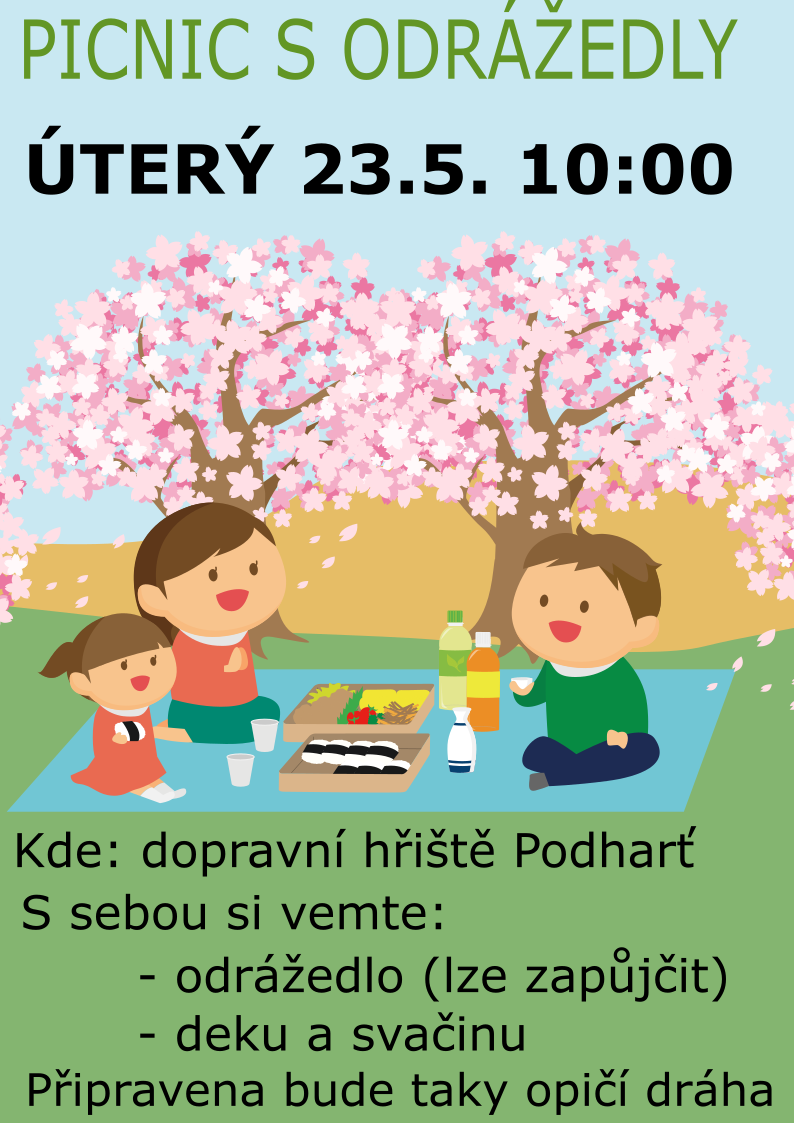 PICNIC S ODRÁŽEDLY
ÚTERÝ 23.5. 10:00
Kde: dopravní hřiště Podharť
S sebou si vemte:
- odrážedlo (lze zapůjčit)
- deku a svačinu
Připravena bude taky opičí dráha